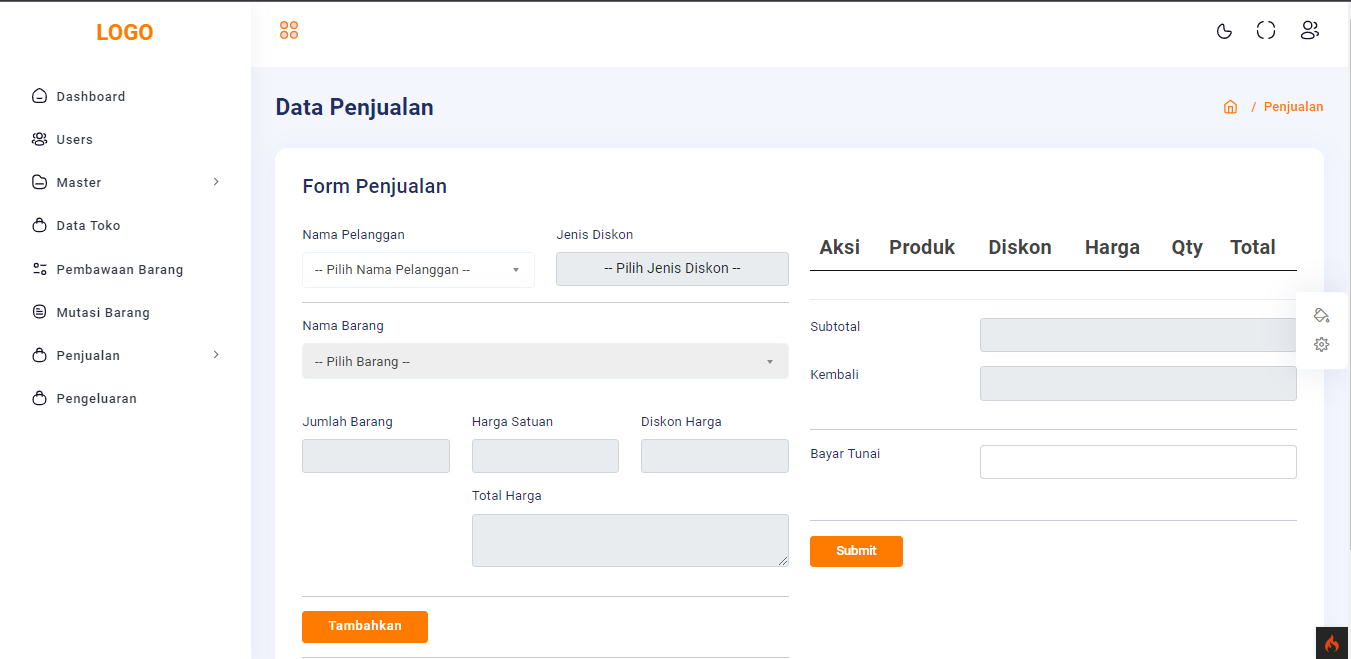 LOGO
Dashboard
Users
Master
Data Toko
Pembawaan Barang
Mutasi Barang
Penjualan
Pengeluaran
Data Penjualan
/ Penjualan
Form Penjualan
Nama Pelanggan
Jenis Diskon
-- Pilih Nama Pelanggan --
-- Pilih Jenis Diskon --
Nama Barang
-- Pilih Barang --
Jumlah Barang
Harga Satuan
Diskon Harga
Total Harga
Tambahkan
Aksi Produk Diskon Harga Qty Total
Subtotal
Kembali
Bayar Tunai
Submit